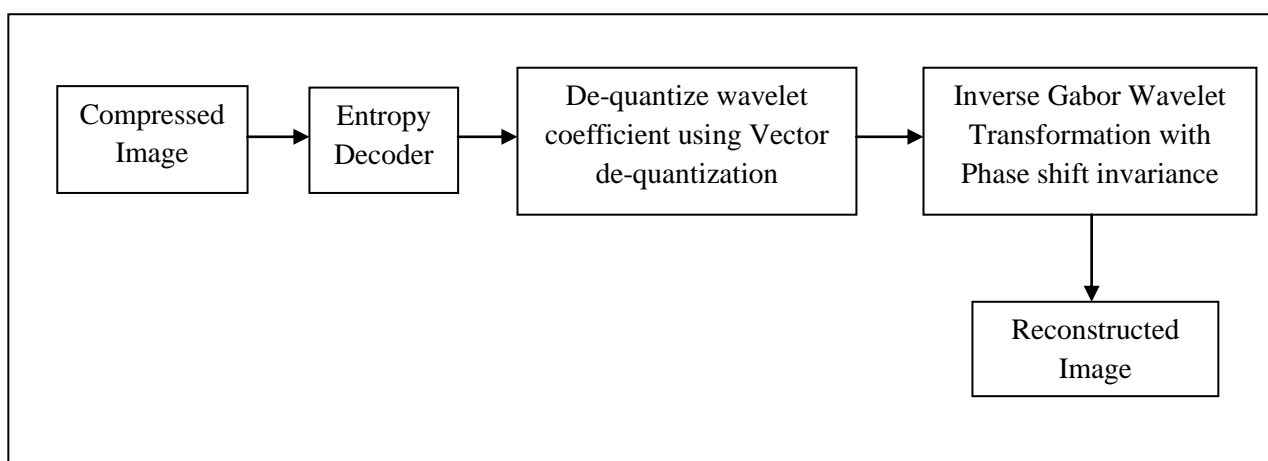 Compressed
Image
Entropy
Decoder
De-quantize wavelet
coefficient using Vector
de-quantization
Inverse Gabor Wavelet
Transformation with
Phase shift invariance
Reconstructed
Image